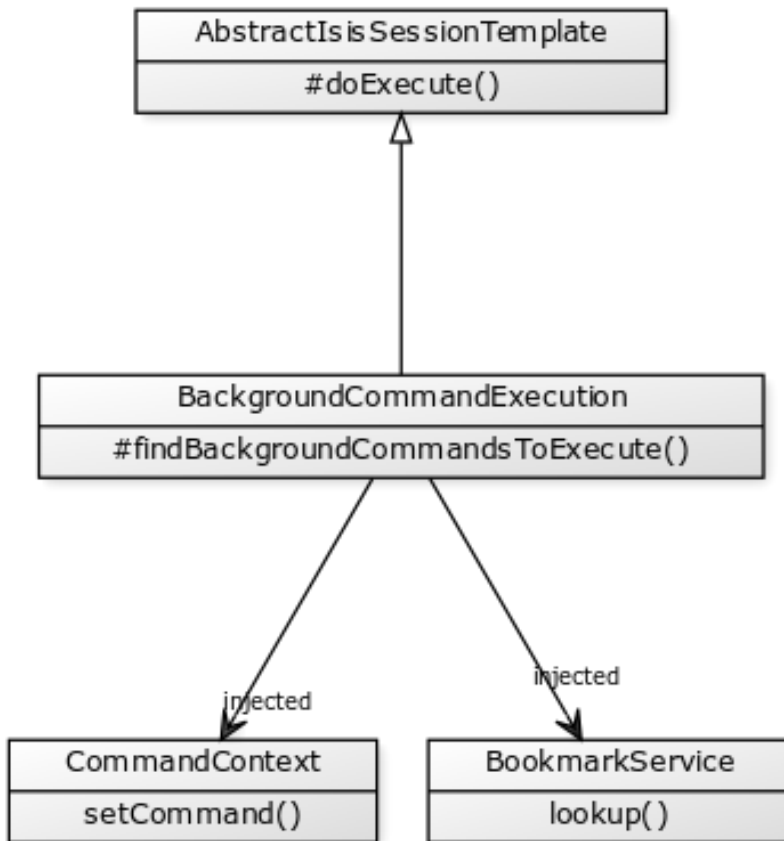 AbstractIsisSessionTemplate
#doExecute()
BackgroundCommandExecution
#findBackgroundCommandsToExecute()
injected
injected
CommandContext
setCommand()
BookmarkService
lookup()